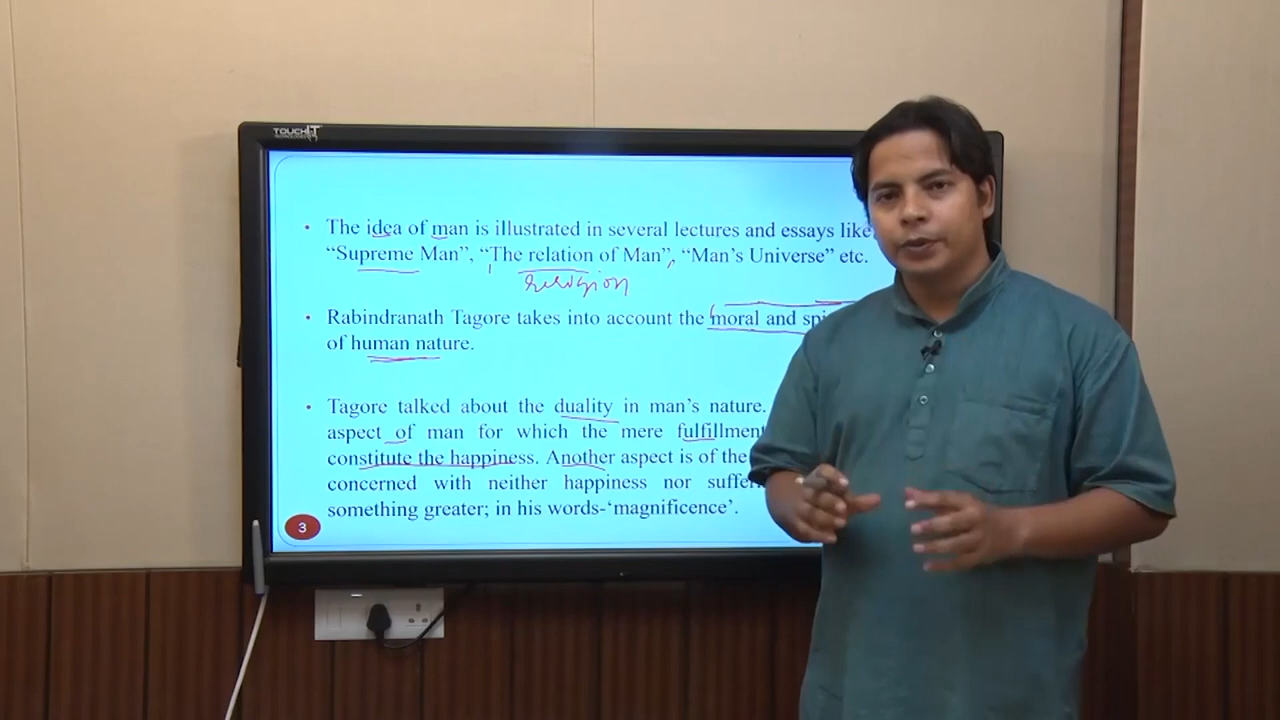 TOUCHIT
• The idea of man is illustrated in several lectures and essays like
“Supreme Man”, “The relation of Man”, “Man’s Universe” etc.
religion
• Rabindranath Tagore takes into account the moral and
of human nature.
• Tagore talked about the duality in man’s nature.
aspect of man for which the mere fulfillment
constitute the happiness. Another aspect is of the
concerned with neither happiness nor
something greater; in his words-‘magnificence’.
3